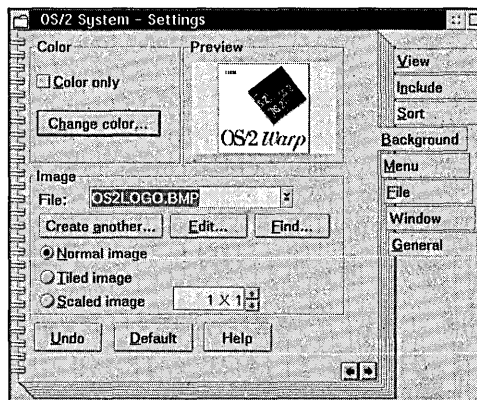 OS/2 System - Settings
Color
Color only
Change color...
Preview
OS/2 Warp
Image
File: OS2LOGO.BMP
Create another... Edit... Find...
Normal image
Tiled image
Scaled image 1 X 1
Undo Default Help
View
Include
Sort
Background
Menu
File
Window
General